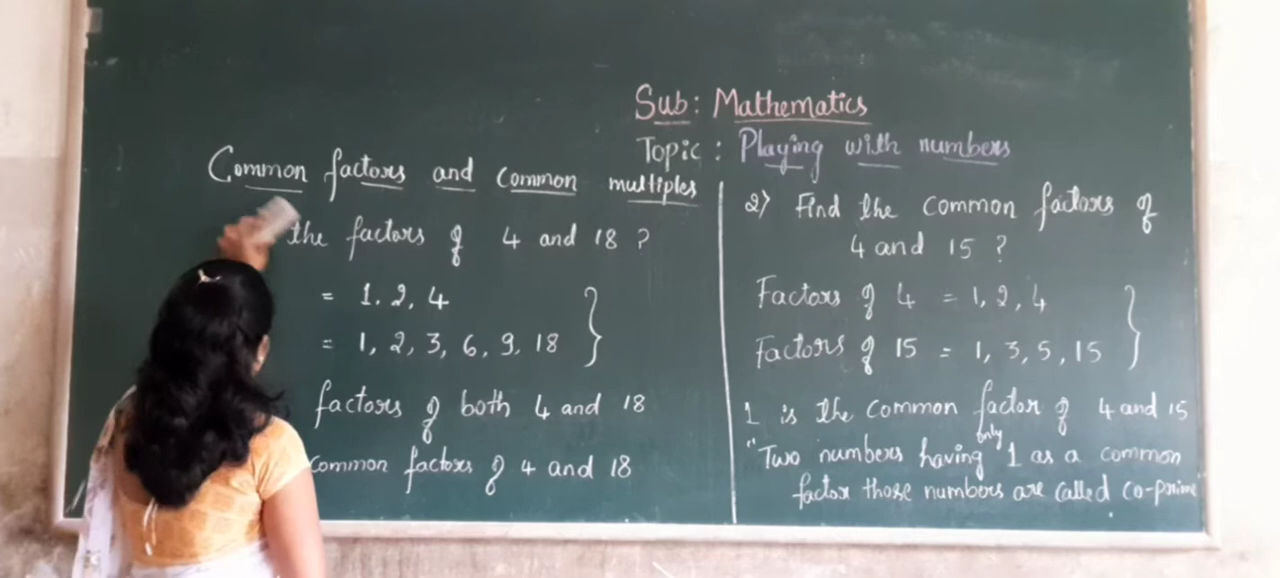 Sub: Mathematics
Topic: Playing with numbers
Common factors and common multiples
the factors of 4 and 18 ?
= 1, 2, 4
= 1, 2, 3, 6, 9, 18
factors of both 4 and 18
common factors of 4 and 18
2) Find the common factors of
4 and 15 ?
Factors of 4 = 1, 2, 4
Factors of 15 = 1, 3, 5, 15
1 is the common factor of 4 and 15
"Two numbers having only 1 as a common
factor those numbers are called co-prime